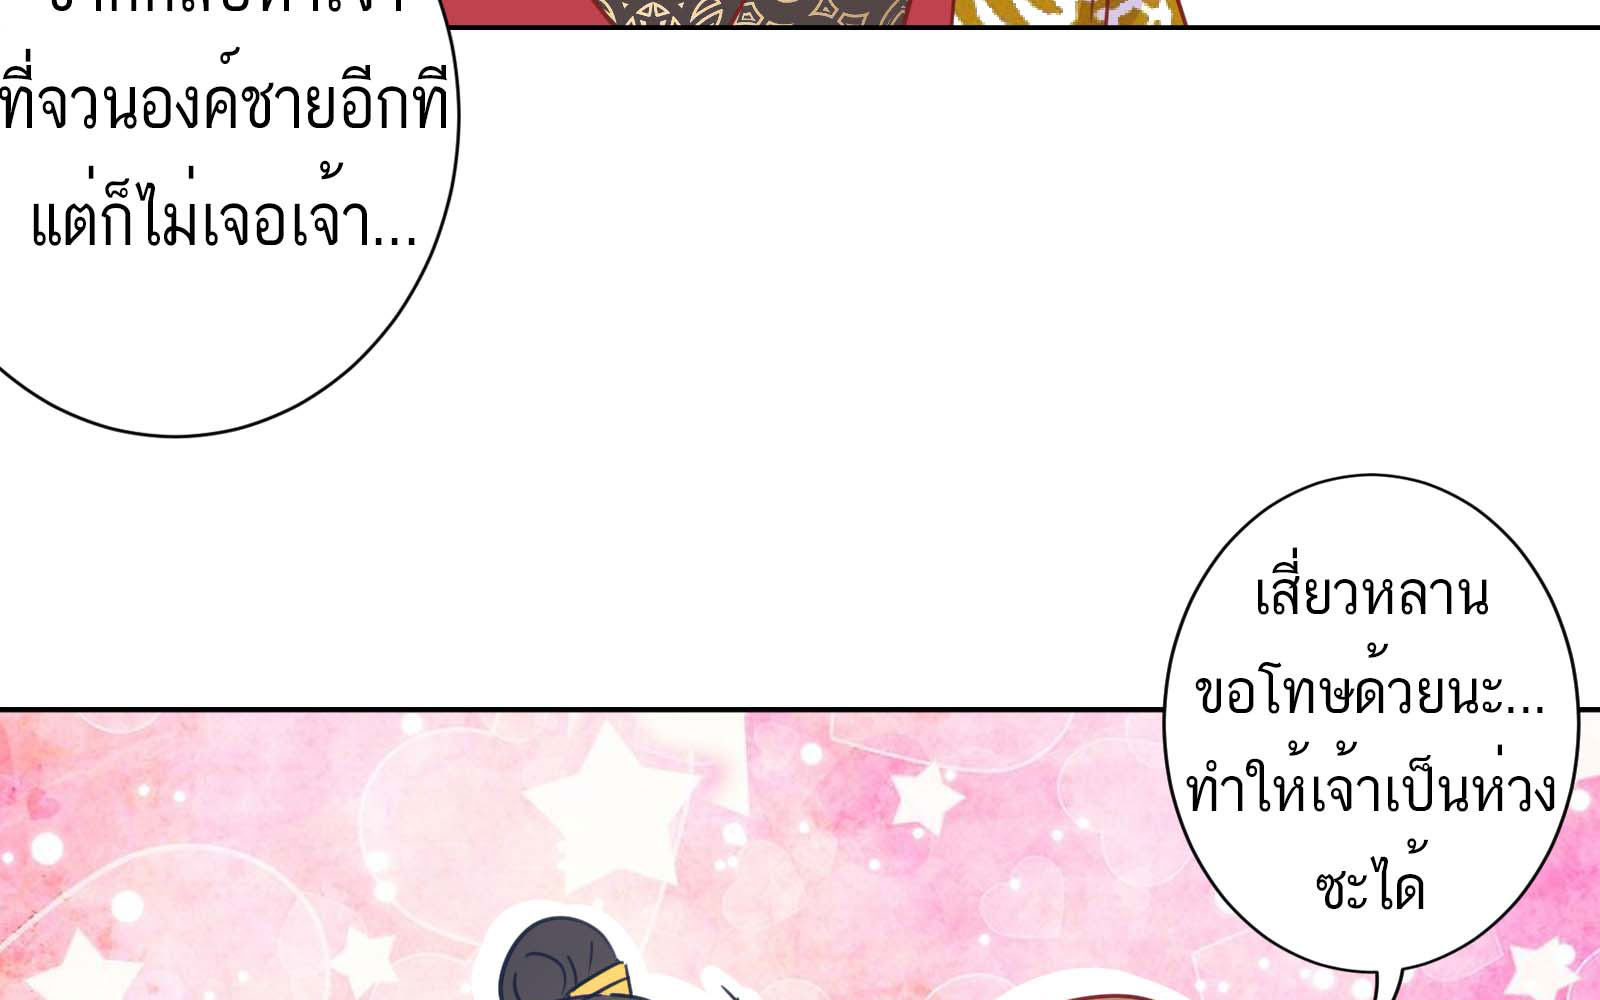 ที่จวนองค์ชายอีกที
แต่ก็ไม่เจอเจ้า...
เสี่ยวหลาน
ขอโทษด้วยนะ...
ทำให้เจ้าเป็นห่วง
ซะได้